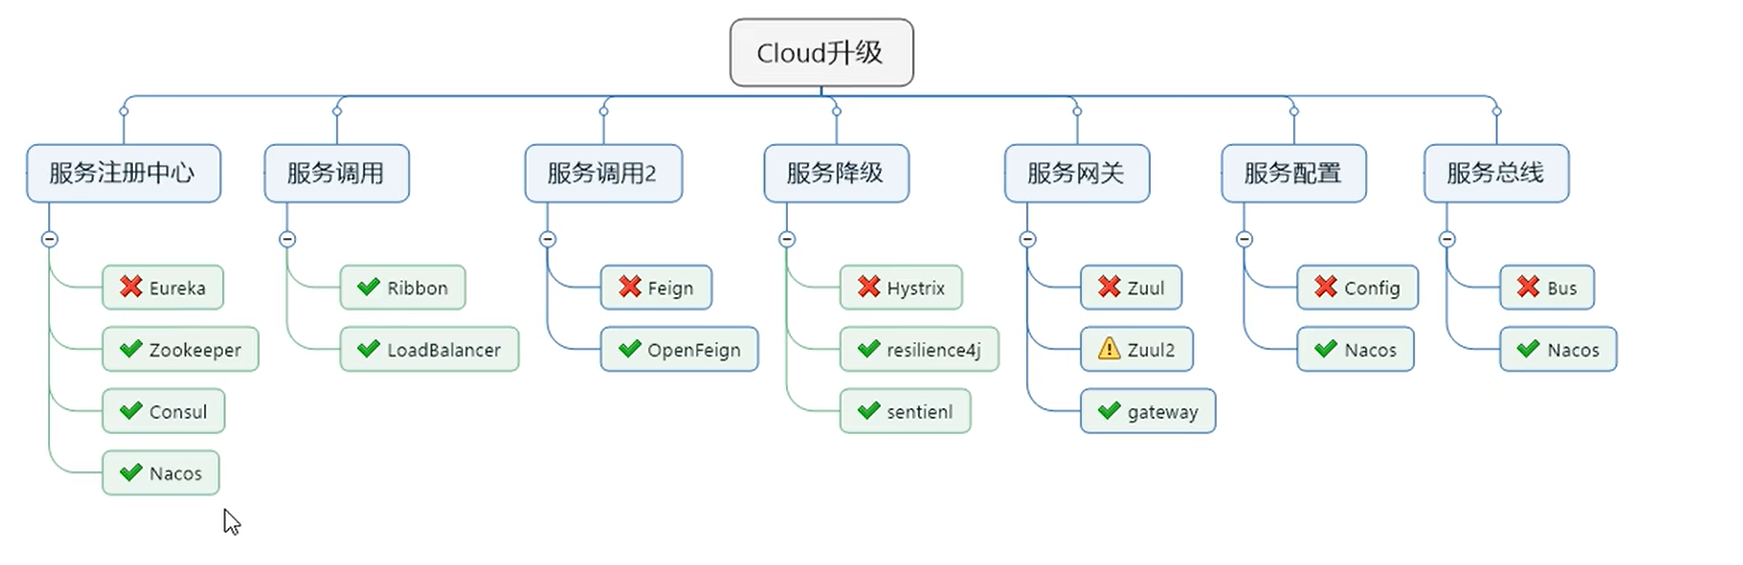 Cloud升级
服务注册中心
服务调用
服务调用2
服务降级
服务网关
服务配置
服务总线
Eureka
Ribbon
Feign
Hystrix
Zuul
Config
Bus
Zookeeper
LoadBalancer
OpenFeign
resilience4j
Zuul2
Nacos
Nacos
Consul
sentienl
gateway
Nacos